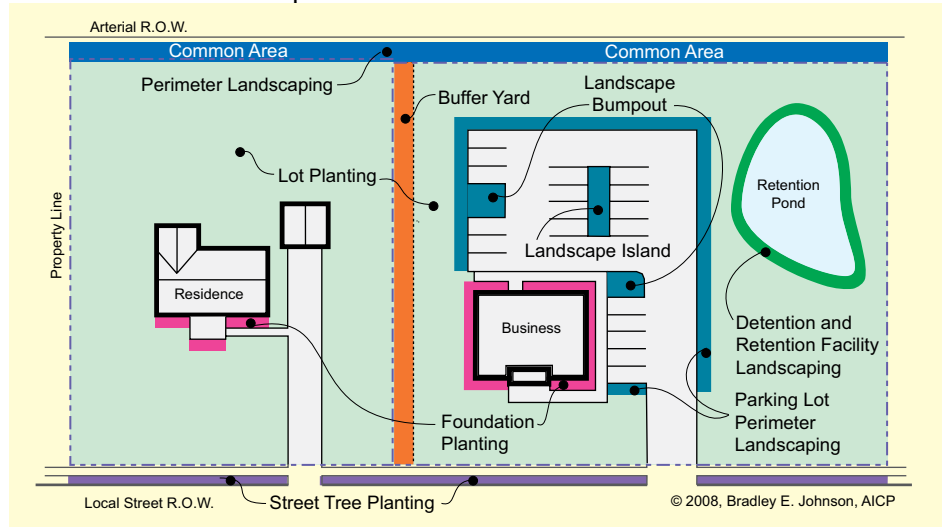 Arterial R.O.W.
Common Area
Common Area
Perimeter Landscaping
Buffer Yard
Landscape
Bumpout
Lot Planting
Retention
Pond
Property Line
Landscape Island
Residence
Business
Detention and
Retention Facility
Landscaping
Parking Lot
Perimeter
Landscaping
Foundation
Planting
Local Street R.O.W.
Street Tree Planting
© 2008, Bradley E. Johnson, AICP